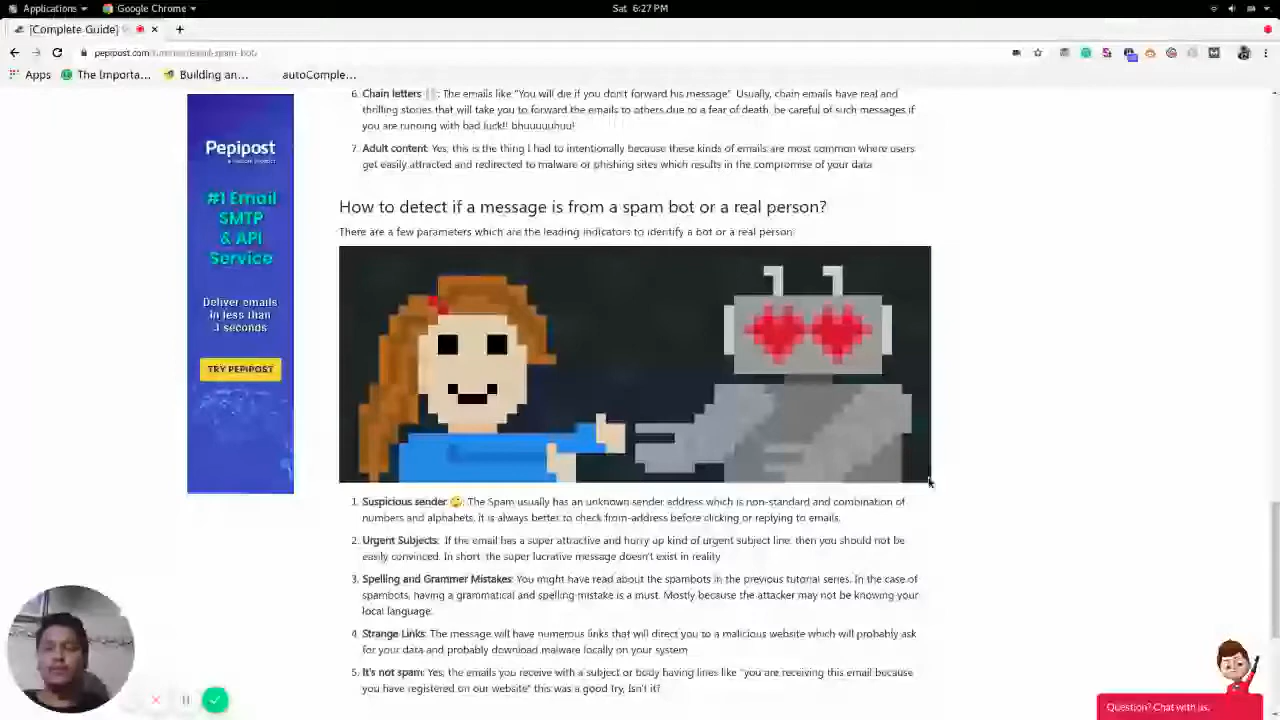 Applications
Google Chrome
Sat 6:27 PM
[Complete Guide]
pepipost.com
Apps
The Importa...
Building an...
autoComple...
6. Chain letters : The emails like "You will die if you don't forward his message" Usually, chain emails have real and
thrilling stories that will take you to forward the emails to others due to a fear of death, be careful of such messages if
you are running with bad luck!! bhuuuuhuu!
7. Adult content: Yes, this is the thing I had to intentionally because these kinds of emails are most common where users
get easily attracted and redirected to malware or phishing sites which results in the compromise of your data
Pepipost
#1 Email
SMTP
& API
Service
Deliver emails
in less than
3 seconds
TRY PEPIPOST
How to detect if a message is from a spam bot or a real person?
There are a few parameters which are the leading indicators to identify a bot or a real person:
1. Suspicious sender 🙄: The Spam usually has an unknown sender address which is non-standard and combination of
numbers and alphabets, it is always better to check from-address before clicking or replying to emails.
2. Urgent Subjects: If the email has a super attractive and hurry up kind of urgent subject line, then you should not be
easily convinced. In short, the super lucrative message doesn't exist in reality
3. Spelling and Grammer Mistakes: You might have read about the spambots in the previous tutorial series. In the case of
spambots, having a grammatical and spelling-mistake is a must. Mostly because the attacker may not be knowing your
local language.
4. Strange Links: The message will have numerous links that will direct you to a malicious website which will probably ask
for your data and probably download malware locally on your system
5. It's not spam: Yes, the emails you receive with a subject or body having lines like "you are receiving this email because
you have registered on our website" this was a good Try, Isn't it?
Question? Chat with us.